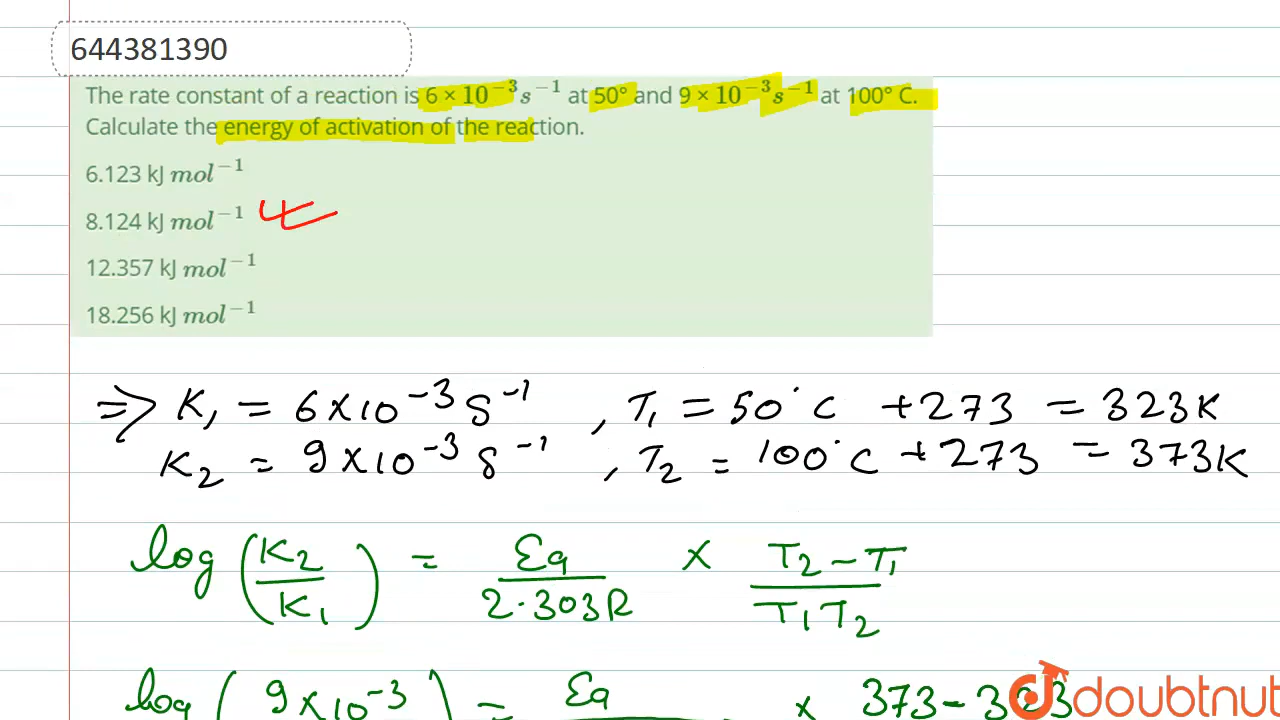 644381390
The rate constant of a reaction is 6 × 10⁻³ s⁻¹ at 50° and 9 × 10⁻³ s⁻¹ at 100° C.
Calculate the energy of activation of the reaction.
6.123 kJ mol⁻¹
8.124 kJ mol⁻¹
12.357 kJ mol⁻¹
18.256 kJ mol⁻¹
⇒ K₁ = 6×10⁻³ S⁻¹ , T₁ = 50°C +273 = 323K
K₂ = 9×10⁻³ S⁻¹ , T₂ = 100°C +273 = 373K
log (K₂/K₁) = Ea/2.303R × T₂-T₁/T₁T₂
log ( 9×10⁻³ ) = Ea × 373-323
doubtnut